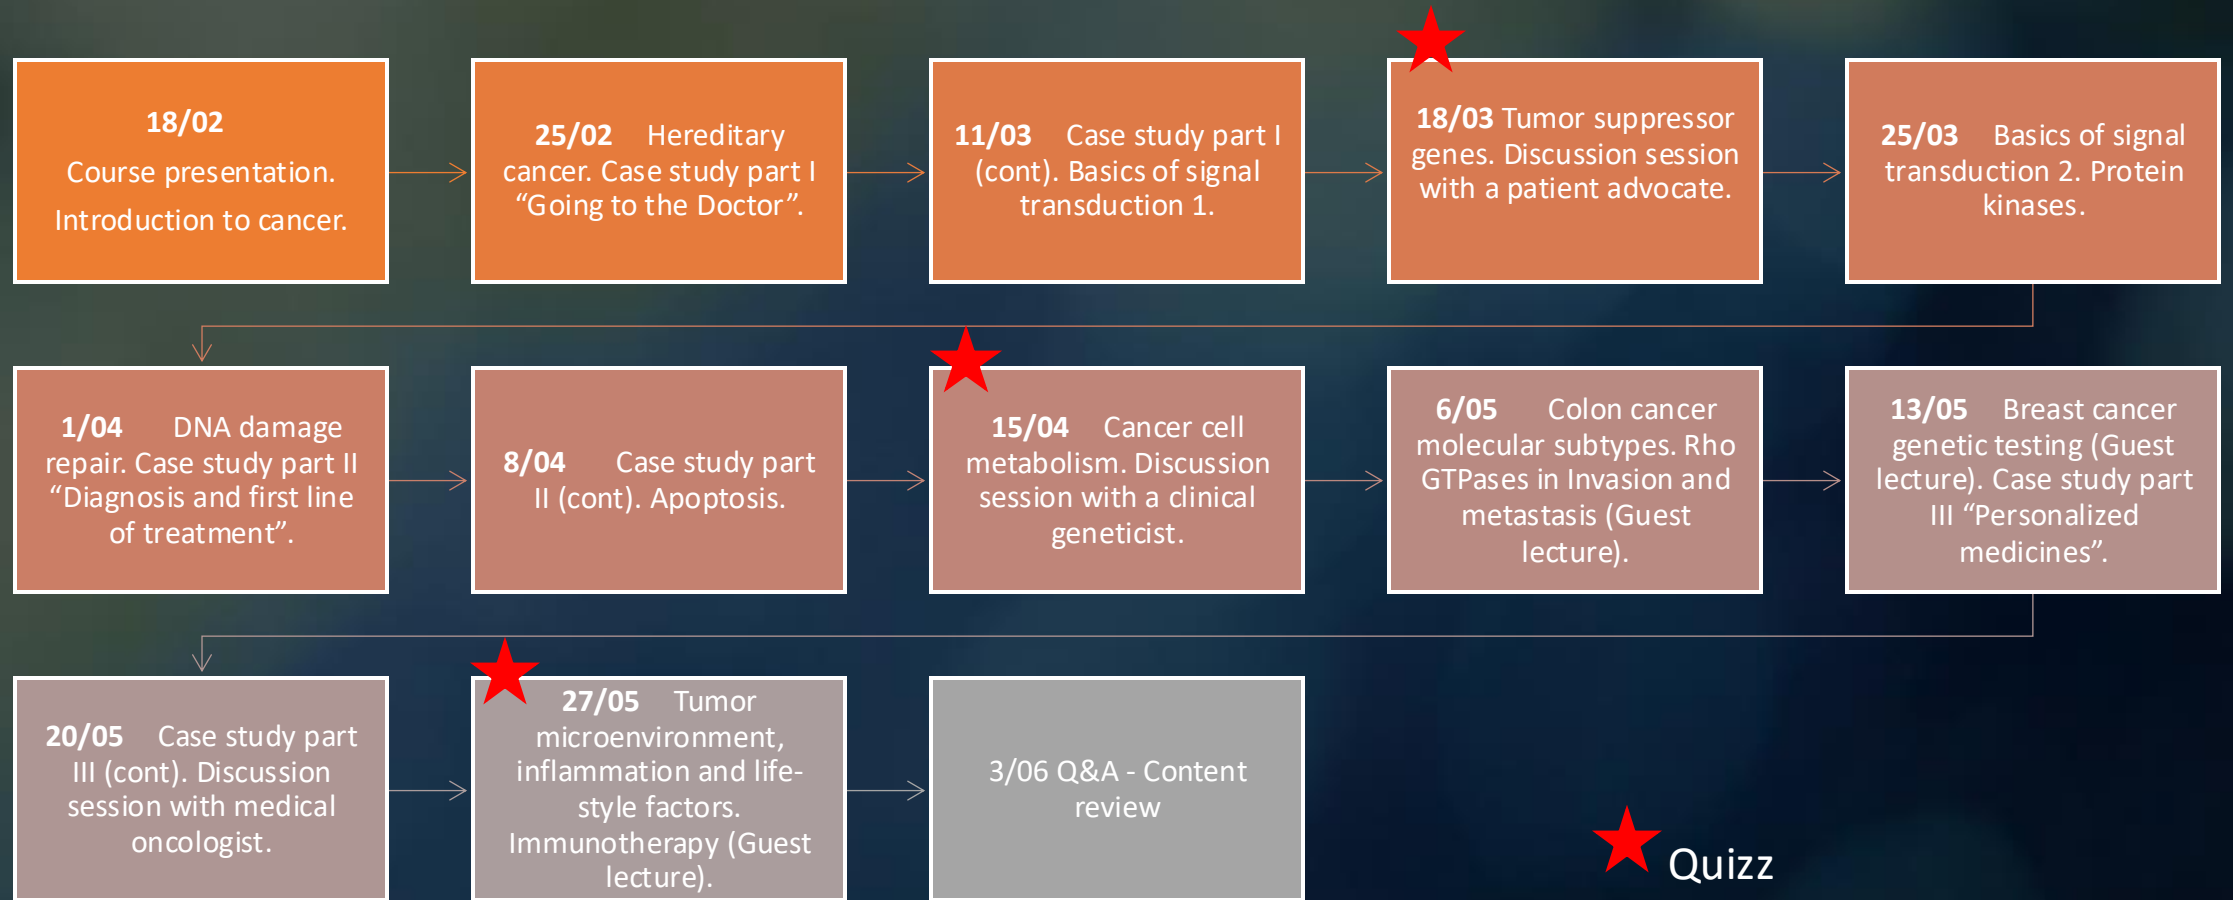 18/02
Course presentation.
Introduction to cancer.
25/02 Hereditary
cancer. Case study part I
“Going to the Doctor”.
11/03 Case study part I
(cont). Basics of signal
transduction 1.
18/03 Tumor suppressor
genes. Discussion session
with a patient advocate.
25/03 Basics of signal
transduction 2. Protein
kinases.
1/04 DNA damage
repair. Case study part II
“Diagnosis and first line
of treatment”.
8/04 Case study part
II (cont). Apoptosis.
15/04 Cancer cell
metabolism. Discussion
session with a clinical
geneticist.
6/05 Colon cancer
molecular subtypes. Rho
GTPases in Invasion and
metastasis (Guest
lecture).
13/05 Breast cancer
genetic testing (Guest
lecture). Case study part
III “Personalized
medicines”.
20/05 Case study part
III (cont). Discussion
session with medical
oncologist.
27/05 Tumor
microenvironment,
inflammation and life-
style factors.
Immunotherapy (Guest
lecture).
3/06 Q&A - Content
review
Quizz